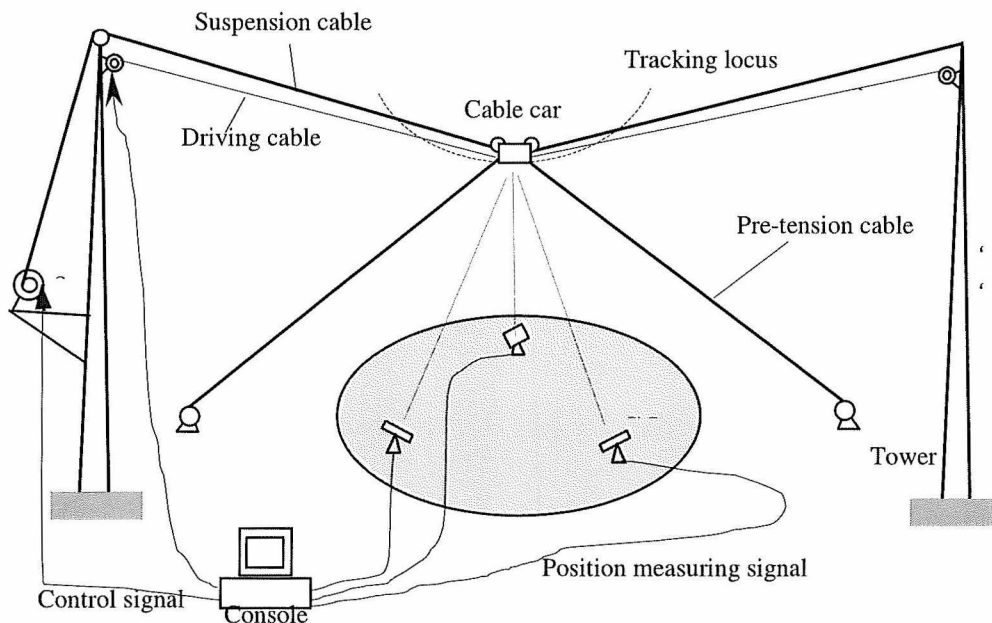 Suspension cable
Tracking locus
Cable car
Driving cable
Pre-tension cable
Tower
Position measuring signal
Control signal
Console